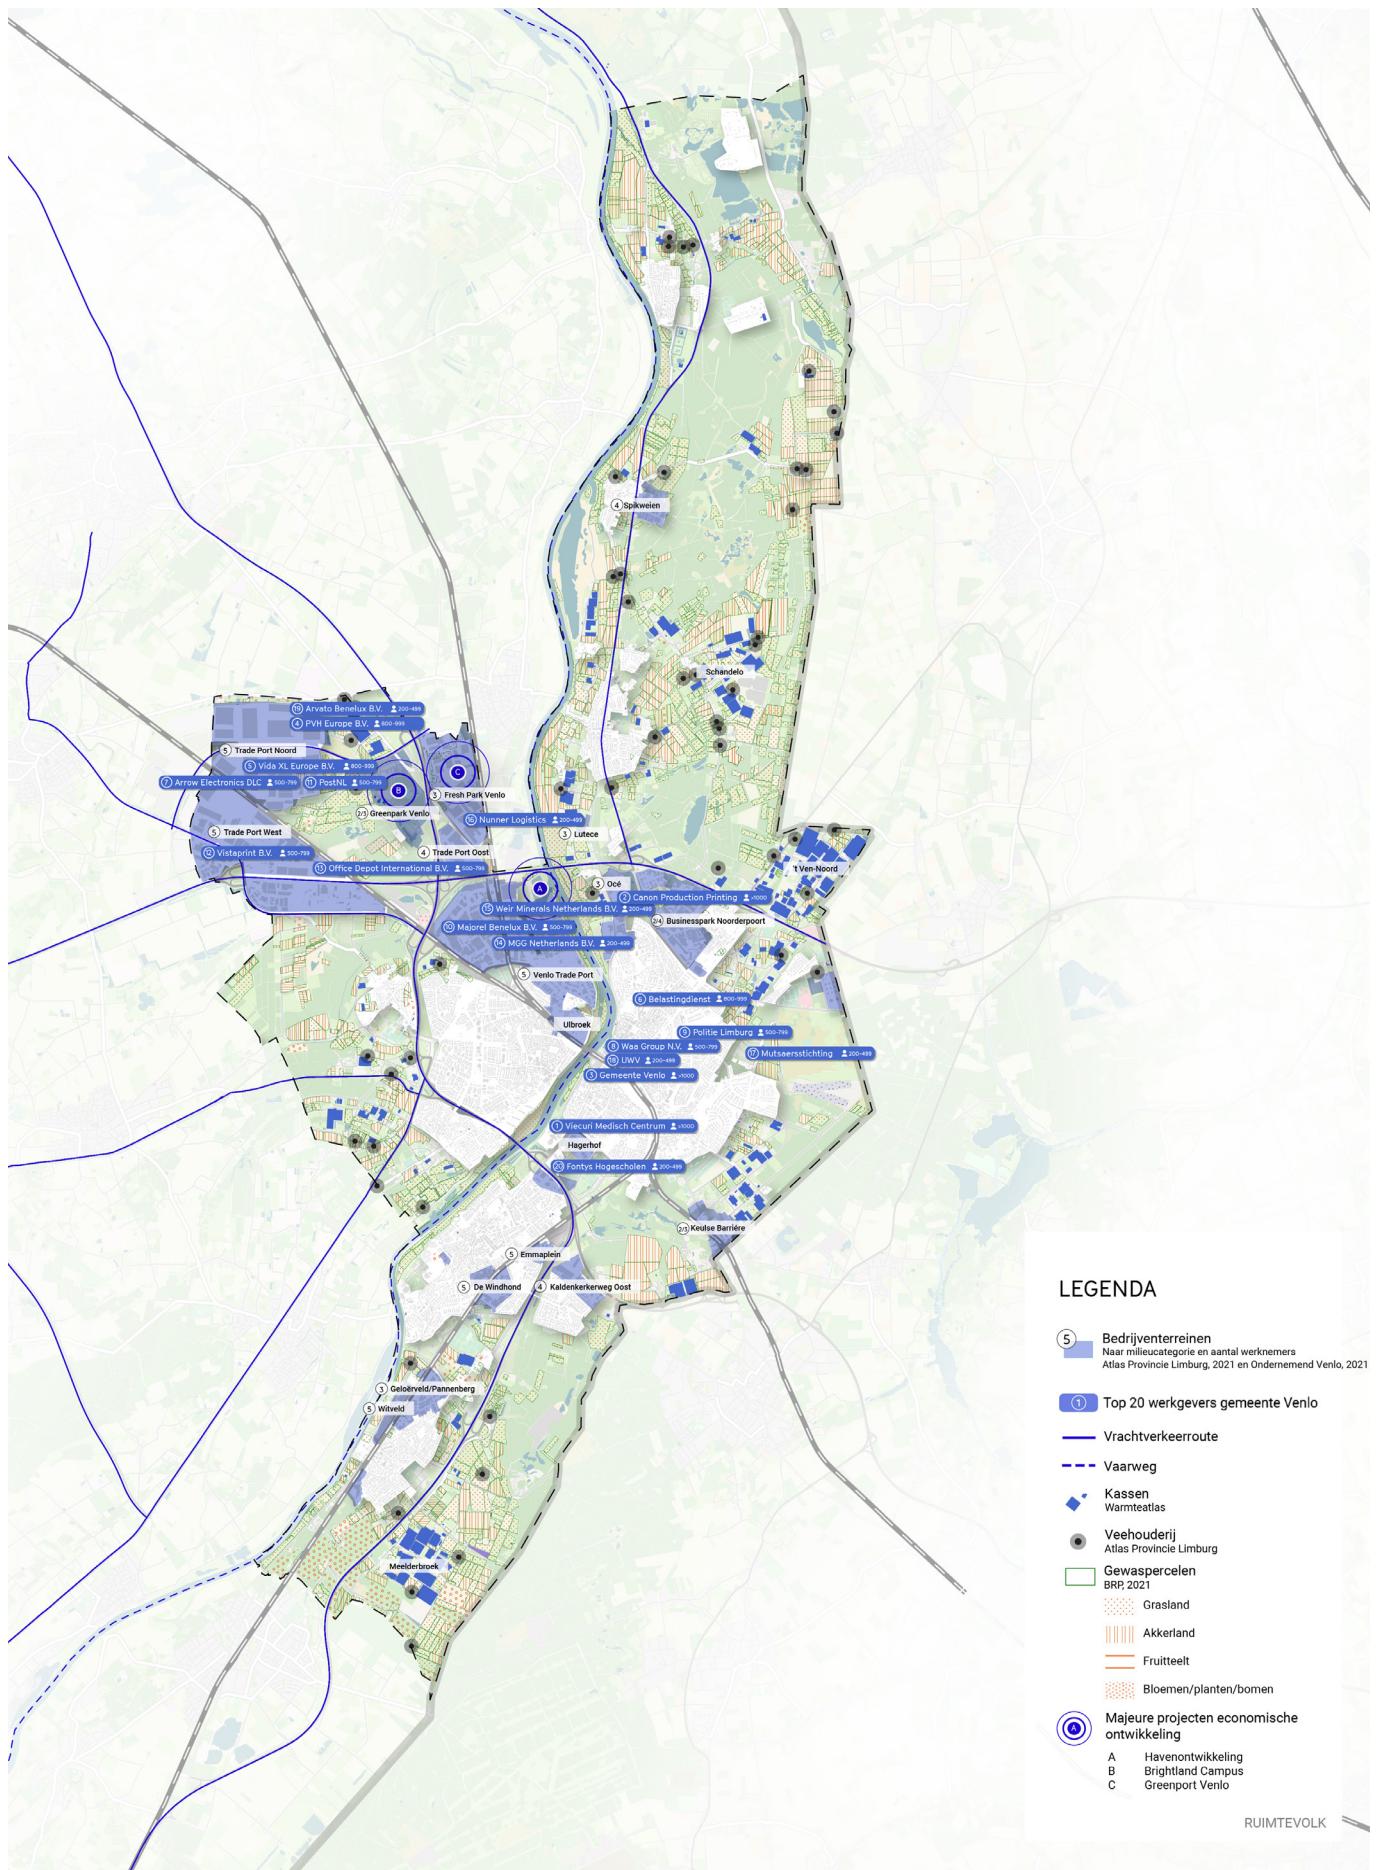 4 Spikweien
Schandelo
19 Arvato Benelux B.V. 200-499
4 PVH Europe B.V. 800-999
5 Trade Port Noord
5 Vida XL Europe B.V. 800-999
C
7 Arrow Electronics DLC 500-799
11 PostNL 500-799
B
3 Fresh Park Venlo
2/3 Greenpark Venlo
16 Nunner Logistics 200-499
5 Trade Port West
3 Lutece
12 Vistaprint B.V. 500-799
4 Trade Port Oost
13 Office Depot International B.V. 500-799
't Ven-Noord
A
3 Océ
2 Canon Production Printing >1000
15 Weir Minerals Netherlands B.V. 200-499
2/4 Businesspark Noorderpoort
10 Majorel Benelux B.V. 500-799
14 MGG Netherlands B.V. 200-499
5 Venlo Trade Port
6 Belastingdienst 800-999
Ulbroek
9 Politie Limburg 500-799
8 Waa Group N.V. 500-799
17 Mutsaersstichting 200-499
18 UWV 200-499
3 Gemeente Venlo >1000
1 Viecuri Medisch Centrum >1000
Hagerhof
20 Fontys Hogescholen 200-499
2/3 Keulse Barriére
5 Emmaplein
5 De Windhond
4 Kaldenkerkerweg Oost
3 Geloërveld/Pannenberg
5 Witveld
Meelderbroek
LEGENDA
5 Bedrijventerreinen
Naar milieucategorie en aantal werknemers
Atlas Provincie Limburg, 2021 en Ondernemend Venlo, 2021
1 Top 20 werkgevers gemeente Venlo
Vrachtverkeerroute
Vaarweg
Kassen
Warmteatlas
Veehouderij
Atlas Provincie Limburg
Gewaspercelen
BRP, 2021
Grasland
Akkerland
Fruitteelt
Bloemen/planten/bomen
A Majeure projecten economische
ontwikkeling
A Havenontwikkeling
B Brightland Campus
C Greenport Venlo
RUIMTEVOLK